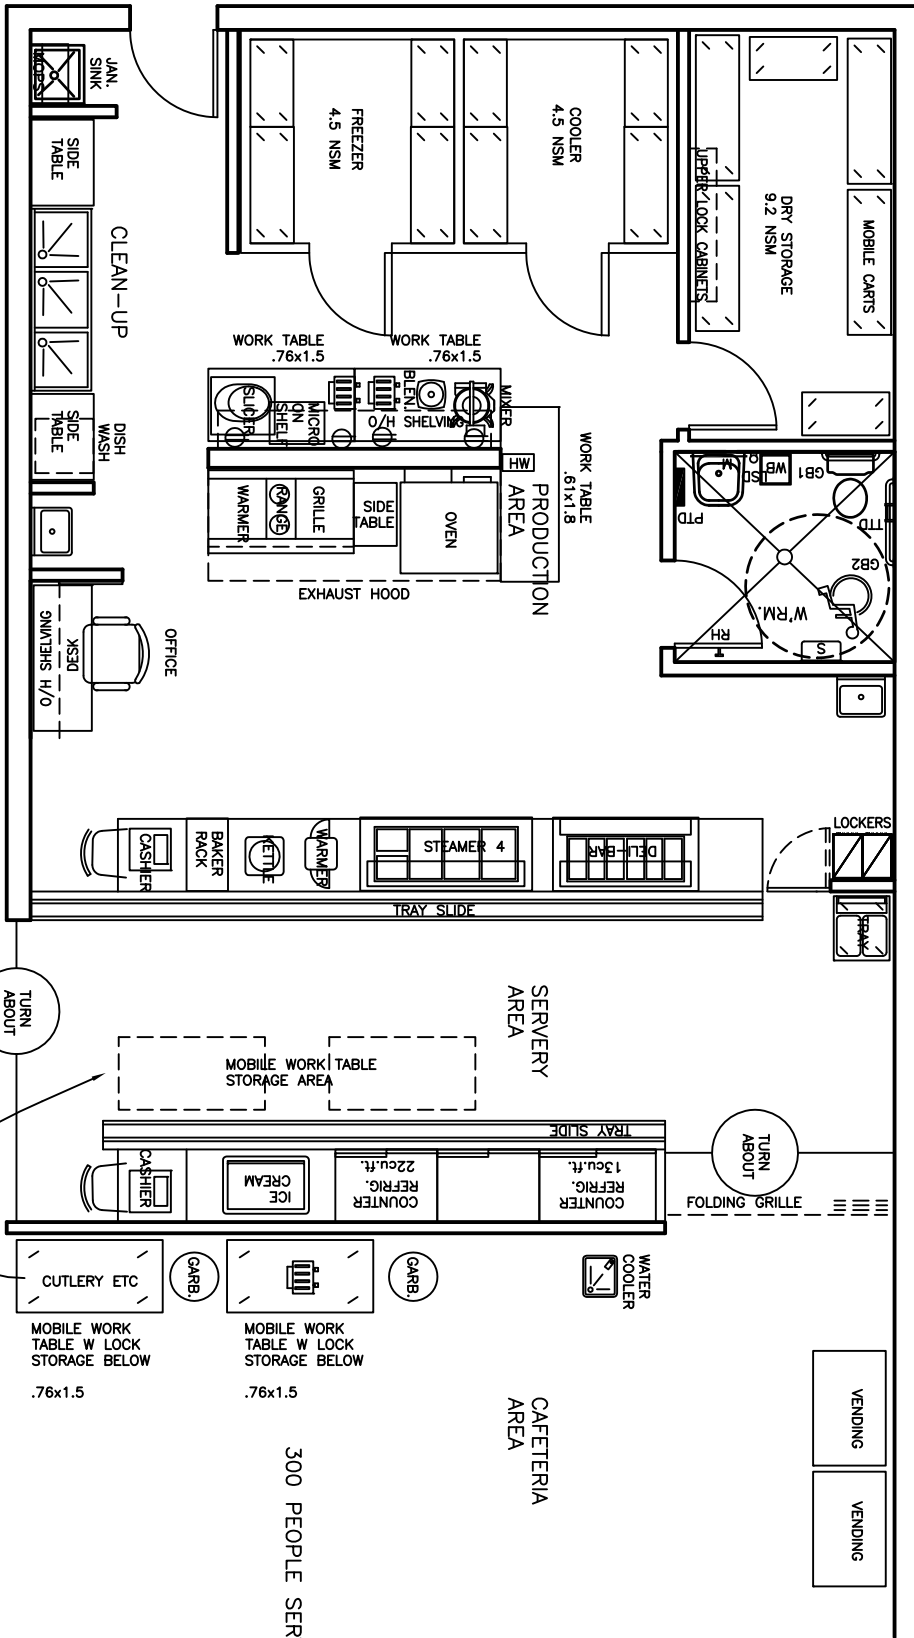 JAN.
SINK
MOPS
SIDE
TABLE
CLEAN-UP
SIDE
TABLE
DISH
WASH
FREEZER
4.5 NSM
COOLER
4.5 NSM
DRY STORAGE
9.2 NSM
UPPER LOCK CABINETS
MOBILE CARTS
WORK TABLE
.76x1.5
WORK TABLE
.76x1.5
SLICER
MICRO
ON
SHELF
BLEN
O/H SHELVING
MIXER
WORK TABLE
.61x1.8
HW
PRODUCTION
AREA
WARMER
RANGE
GRILLE
SIDE
TABLE
OVEN
EXHAUST HOOD
M
LSD
WB
GB1
PTD
TTD
GB2
W'RM.
RH
S
OFFICE
DESK
O/H SHELVING
LOCKERS
CASHIER
BAKER
RACK
KETTLE
WARMER
STEAMER 4
DELI-BAR
TRAY SLIDE
TRAY
TURN
ABOUT
SERVERY
AREA
MOBILE WORK TABLE
STORAGE AREA
TRAY SLIDE
TURN
ABOUT
CASHIER
ICE
CREAM
COUNTER
REFRIG.
22cu.ft.
COUNTER
REFRIG.
13cu.ft.
FOLDING GRILLE
CUTLERY ETC
GARB.
GARB.
WATER
COOLER
MOBILE WORK
TABLE W LOCK
STORAGE BELOW
.76x1.5
MOBILE WORK
TABLE W LOCK
STORAGE BELOW
.76x1.5
CAFETERIA
AREA
VENDING
VENDING
300 PEOPLE SER